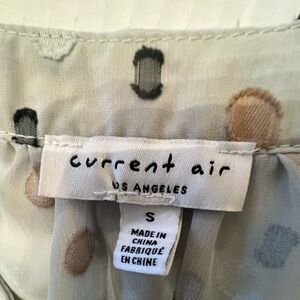 current air
LOS ANGELES
S
MADE IN
CHINA
FABRIQUÉ
EN CHINE